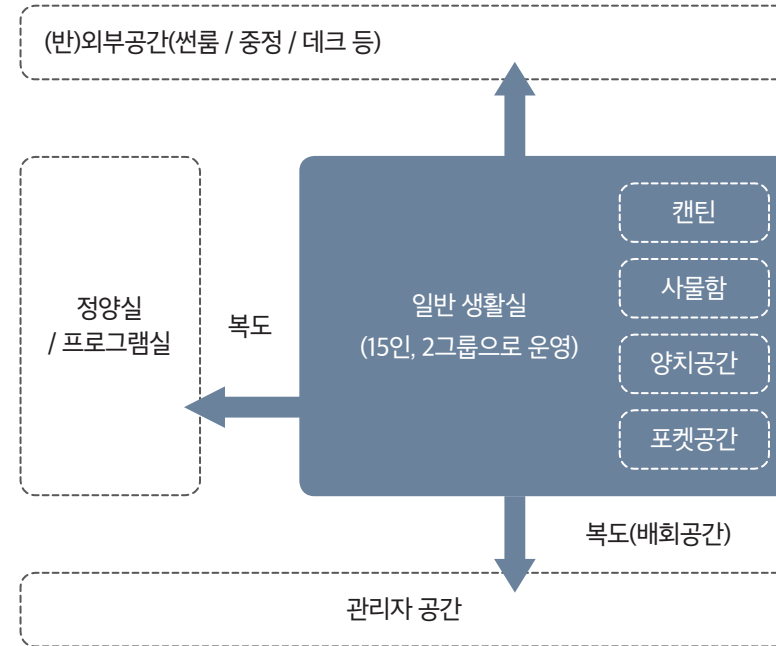 (반)외부공간(썬룸 / 중정 / 데크 등)
정양실
/ 프로그램실
복도
일반 생활실
(15인, 2그룹으로 운영)
캔틴
사물함
양치공간
포켓공간
복도(배회공간)
관리자 공간